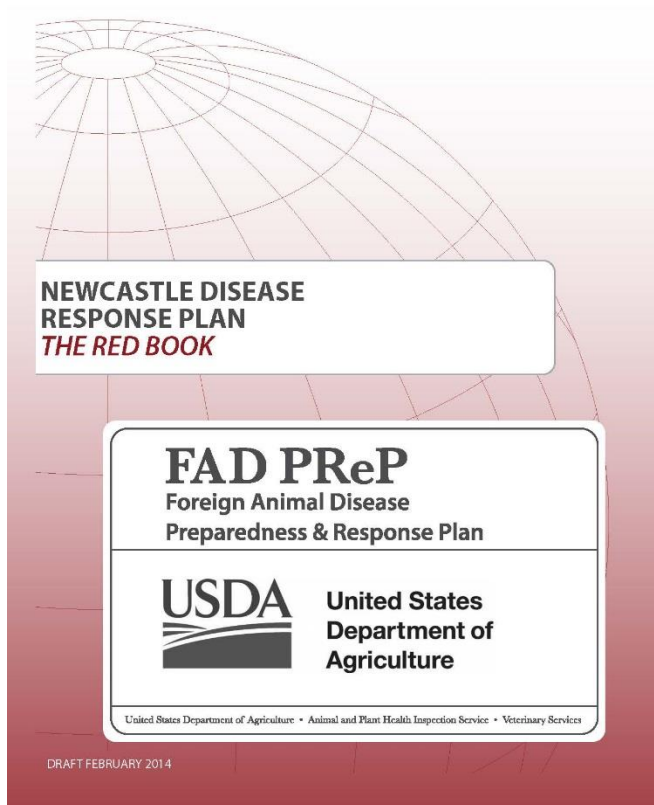 NEWCASTLE DISEASE
RESPONSE PLAN
THE RED BOOK
FAD PReP
Foreign Animal Disease
Preparedness & Response Plan
USDA
United States
Department of
Agriculture
United States Department of Agriculture • Animal and Plant Health Inspection Service • Veterinary Services
DRAFT FEBRUARY 2014